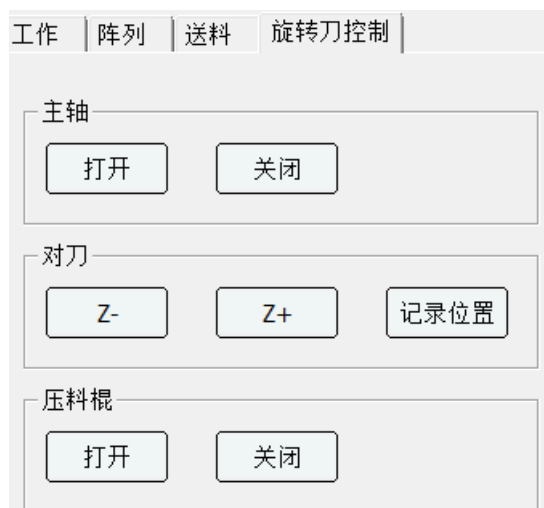 工作 阵列 送料 旋转刀控制
主轴
打开 关闭
对刀
Z- Z+ 记录位置
压料棍
打开 关闭